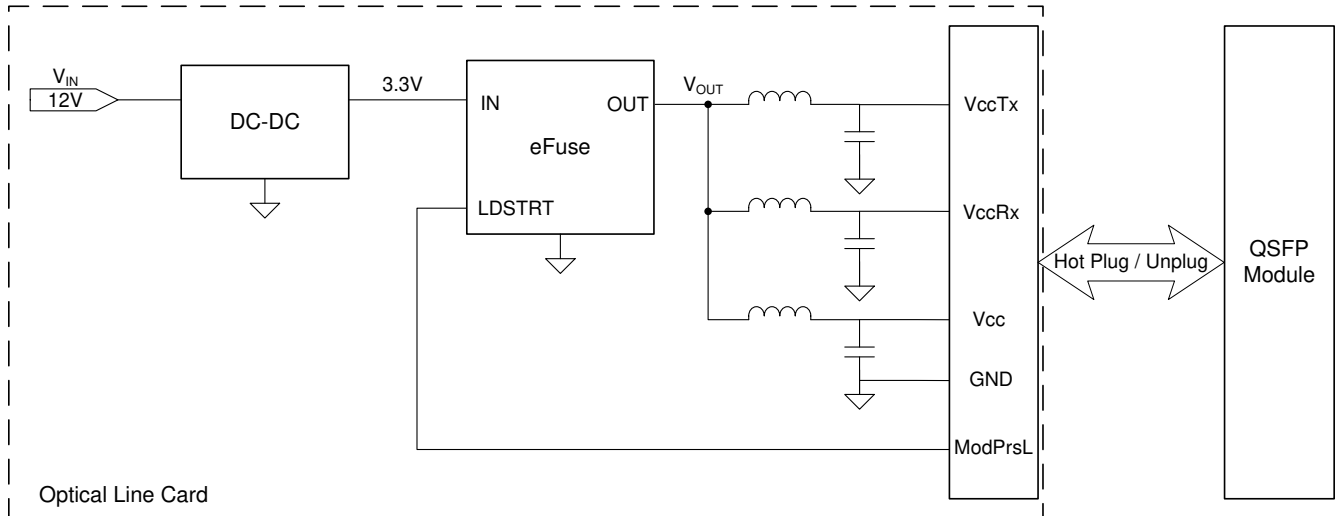 VIN
12V
DC-DC
3.3V
IN
OUT
eFuse
LDSTRT
VOUT
VccTx
VccRx
Vcc
GND
ModPrsL
Hot Plug / Unplug
QSFP
Module
Optical Line Card